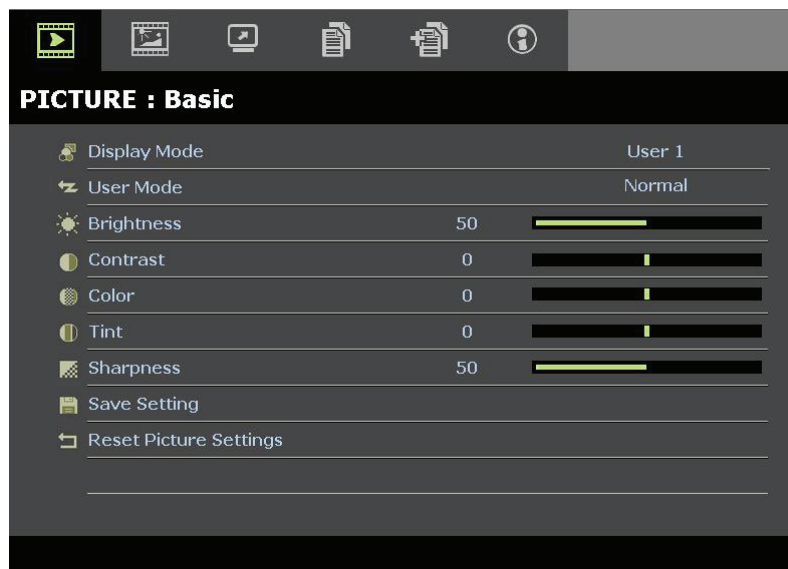 PICTURE : Basic
Display Mode User 1
User Mode Normal
Brightness 50
Contrast 0
Color 0
Tint 0
Sharpness 50
Save Setting
Reset Picture Settings